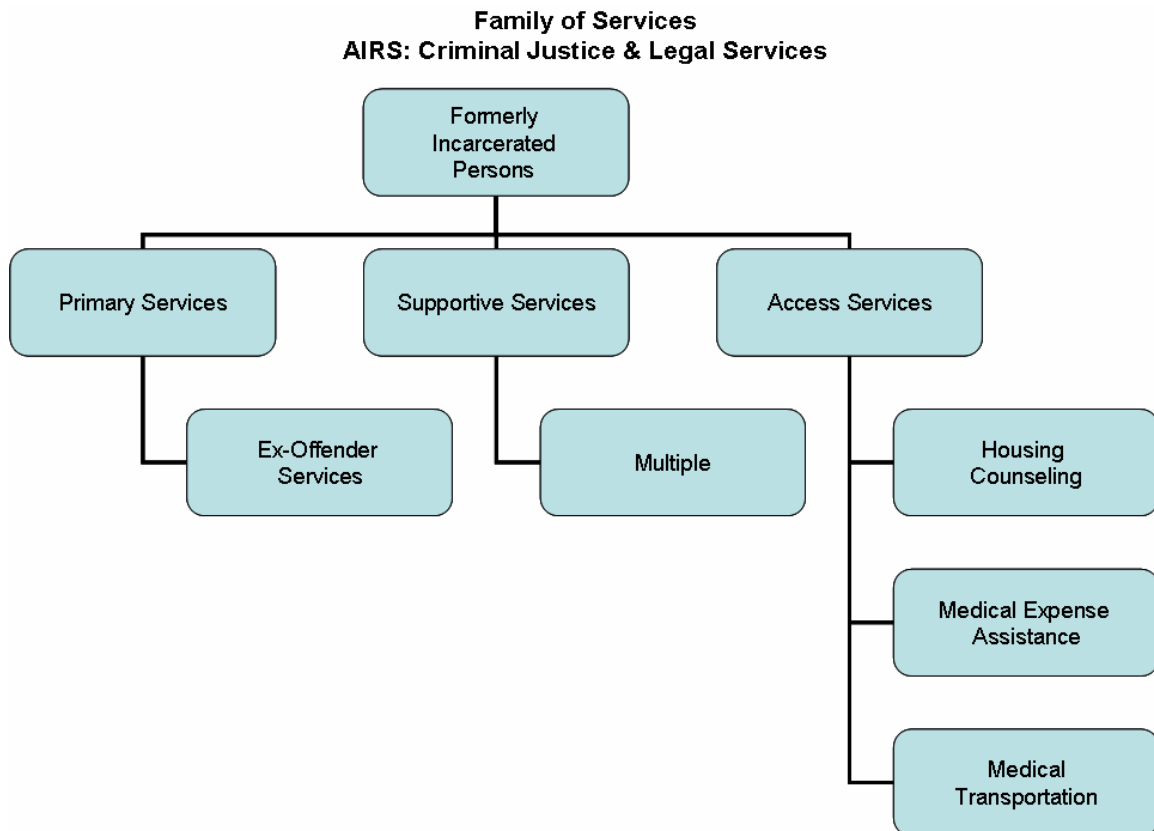 Family of Services
AIRS: Criminal Justice & Legal Services
Formerly
Incarcerated
Persons
Primary Services
Supportive Services
Access Services
Ex-Offender
Services
Multiple
Housing
Counseling
Medical Expense
Assistance
Medical
Transportation